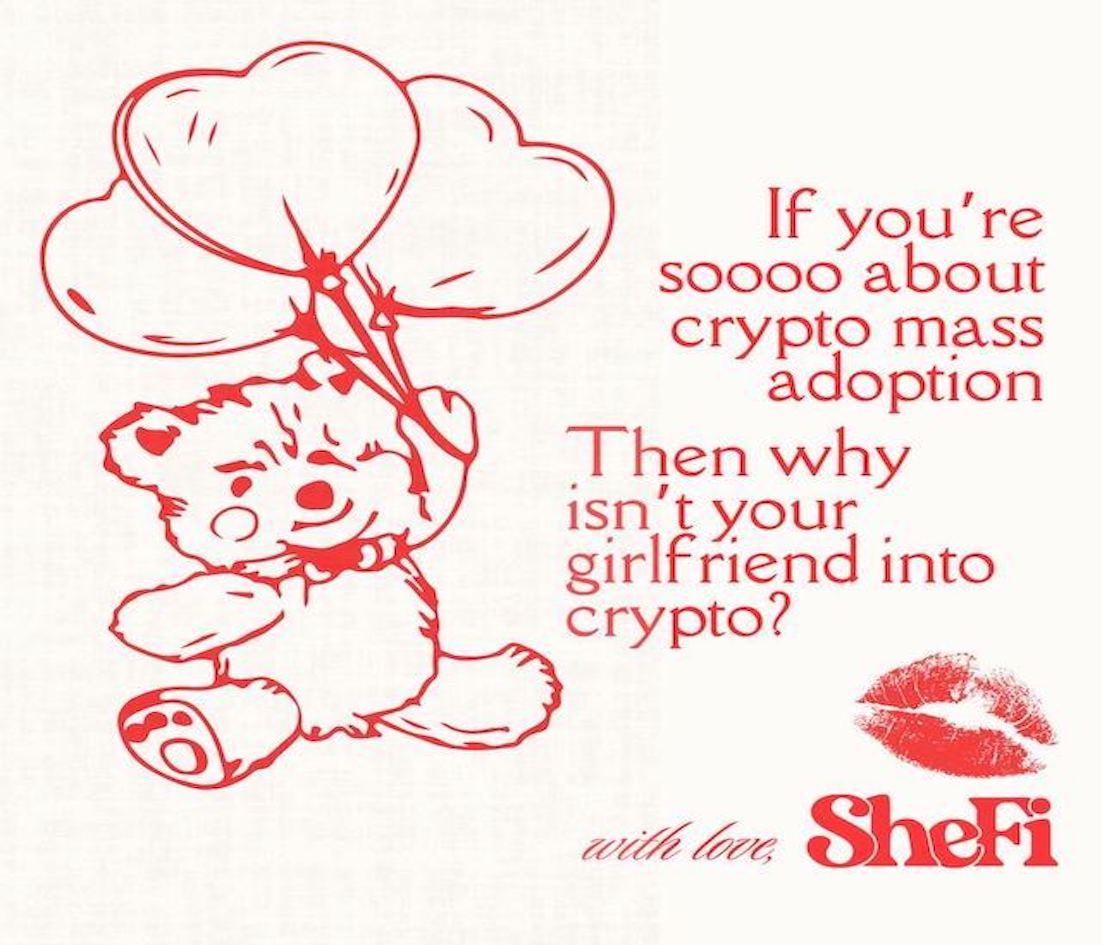 If you're
soooo about
crypto mass
adoption
Then why
isn't your
girlfriend into
crypto?
with love,
SheFi